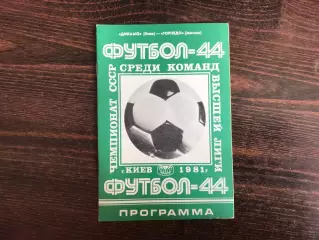 «ДИНАМО» (Киев) — «ТОРПЕДО» (Москва)
ФУТБОЛ-44
ЧЕМПИОНАТ СССР СРЕДИ КОМАНД ВЫСШЕЙ ЛИГИ
г. КИЕВ 1981 г.
ФУТБОЛ-44
ПРОГРАММА